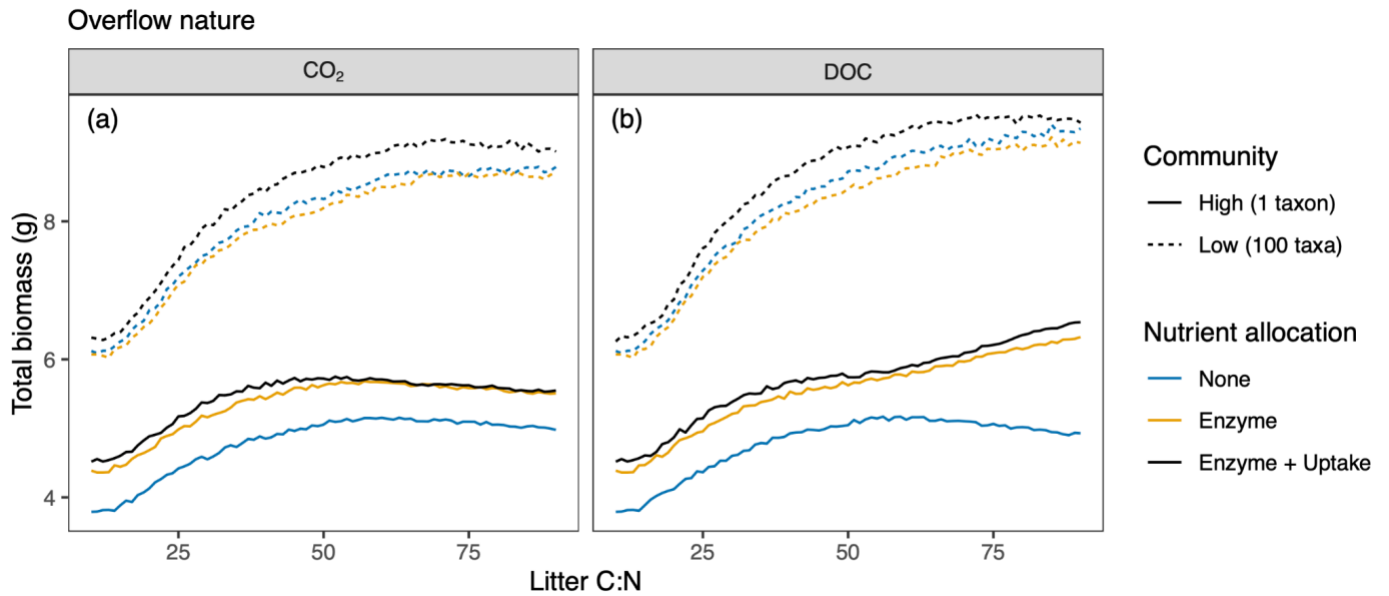 Overflow nature
CO₂
DOC
(a)
(b)
Total biomass (g)
8
6
4
25
50
75
25
50
75
Litter C:N
Community
High (1 taxon)
Low (100 taxa)
Nutrient allocation
None
Enzyme
Enzyme + Uptake